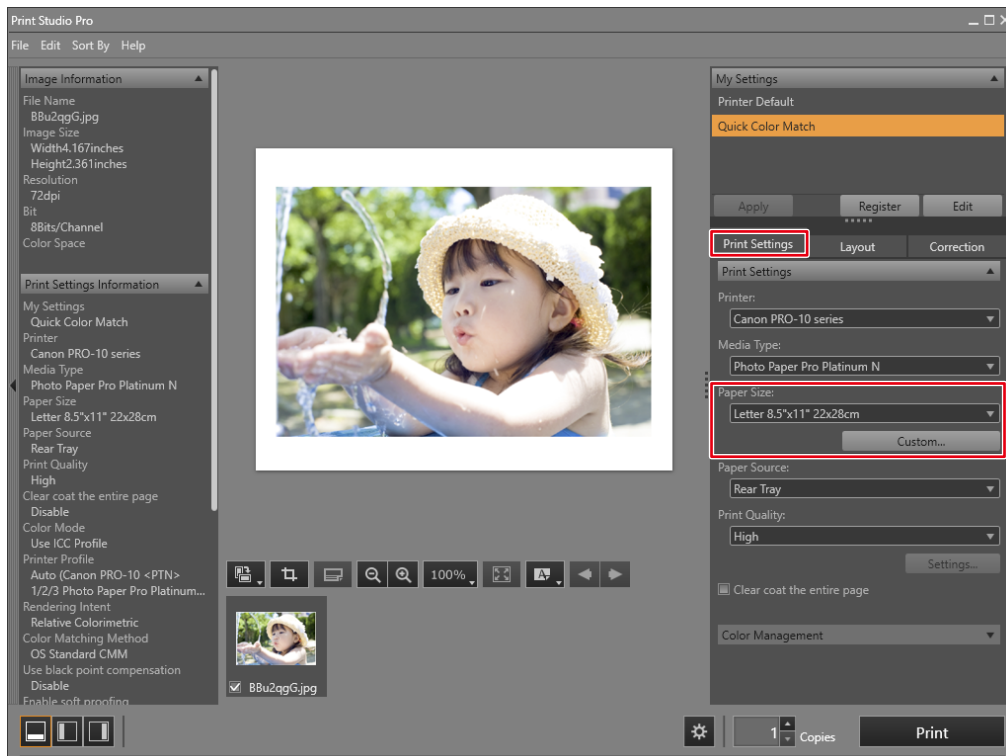 Print Studio Pro
File Edit Sort By Help
Image Information
File Name
BBu2qgG.jpg
Image Size
Width4.167inches
Height2.361inches
Resolution
72dpi
Bit
8Bits/Channel
Color Space
Print Settings Information
My Settings
Quick Color Match
Printer
Canon PRO-10 series
Media Type
Photo Paper Pro Platinum N
Paper Size
Letter 8.5"x11" 22x28cm
Paper Source
Rear Tray
Print Quality
High
Clear coat the entire page
Disable
Color Mode
Use ICC Profile
Printer Profile
Auto (Canon PRO-10 <PTN>
1/2/3 Photo Paper Pro Platinum...
Rendering Intent
Relative Colorimetric
Color Matching Method
OS Standard CMM
Use black point compensation
Disable
Enable soft proofing
100%
BBu2qgG.jpg
My Settings
Printer Default
Quick Color Match
Apply Register Edit
Print Settings Layout Correction
Print Settings
Printer:
Canon PRO-10 series
Media Type:
Photo Paper Pro Platinum N
Paper Size:
Letter 8.5"x11" 22x28cm
Custom...
Paper Source:
Rear Tray
Print Quality:
High
Settings...
Clear coat the entire page
Color Management
1 Copies Print